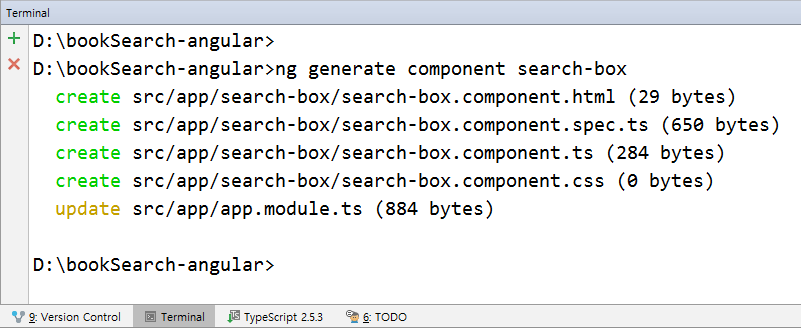 Terminal
D:\bookSearch-angular>
D:\bookSearch-angular>ng generate component search-box
create src/app/search-box/search-box.component.html (29 bytes)
create src/app/search-box/search-box.component.spec.ts (650 bytes)
create src/app/search-box/search-box.component.ts (284 bytes)
create src/app/search-box/search-box.component.css (0 bytes)
update src/app/app.module.ts (884 bytes)
D:\bookSearch-angular>
9: Version Control Terminal TypeScript 2.5.3 6: TODO